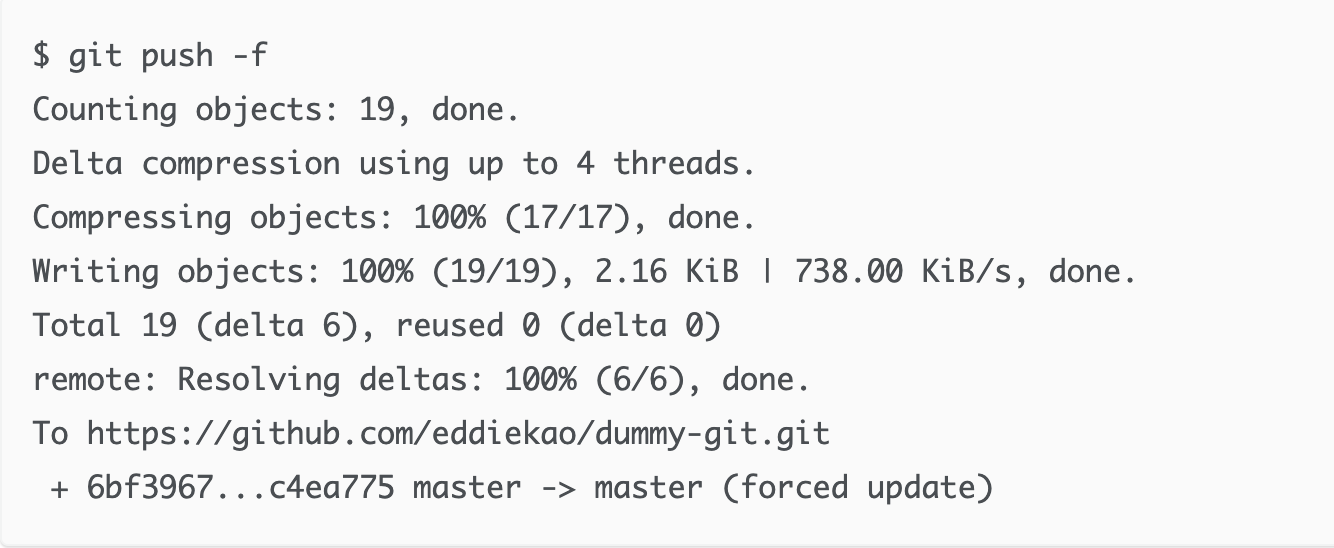 $ git push -f
Counting objects: 19, done.
Delta compression using up to 4 threads.
Compressing objects: 100% (17/17), done.
Writing objects: 100% (19/19), 2.16 KiB | 738.00 KiB/s, done.
Total 19 (delta 6), reused 0 (delta 0)
remote: Resolving deltas: 100% (6/6), done.
To https://github.com/eddiekao/dummy-git.git
 + 6bf3967...c4ea775 master -> master (forced update)